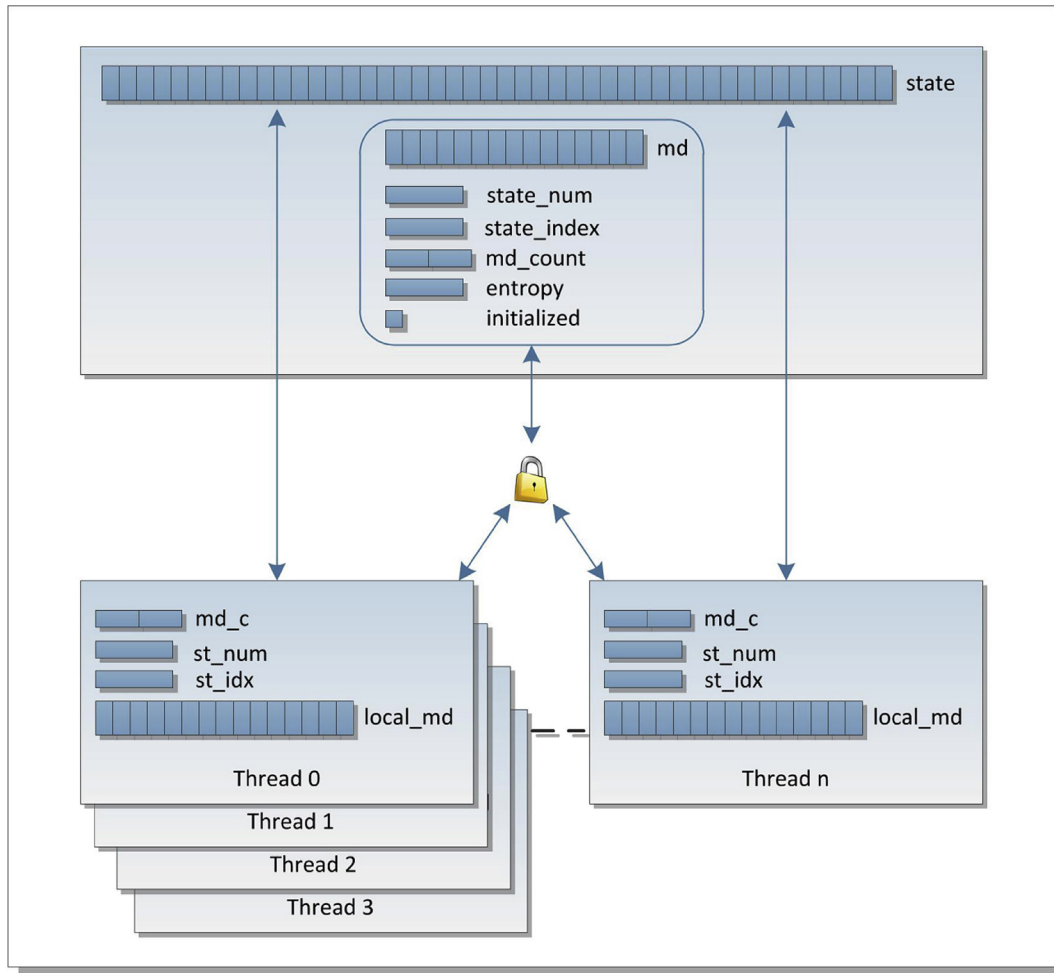 state
md
state_num
state_index
md_count
entropy
initialized
md_c
st_num
st_idx
local_md
Thread 0
Thread 1
Thread 2
Thread 3
md_c
st_num
st_idx
local_md
Thread n